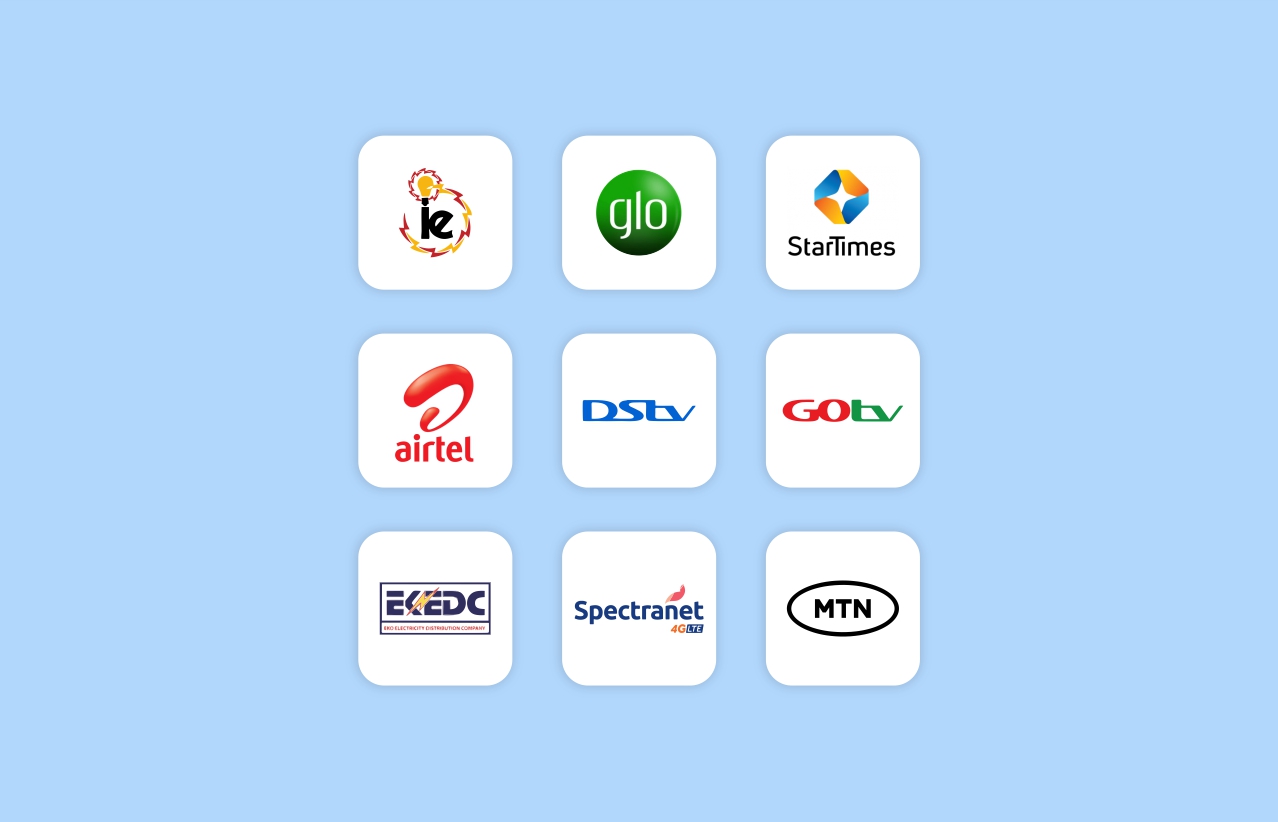 ie
glo
StarTimes
airtel
DStv
GOtv
EKEDC
EKO ELECTRICITY DISTRIBUTION COMPANY
Spectranet
4G LTE
MTN